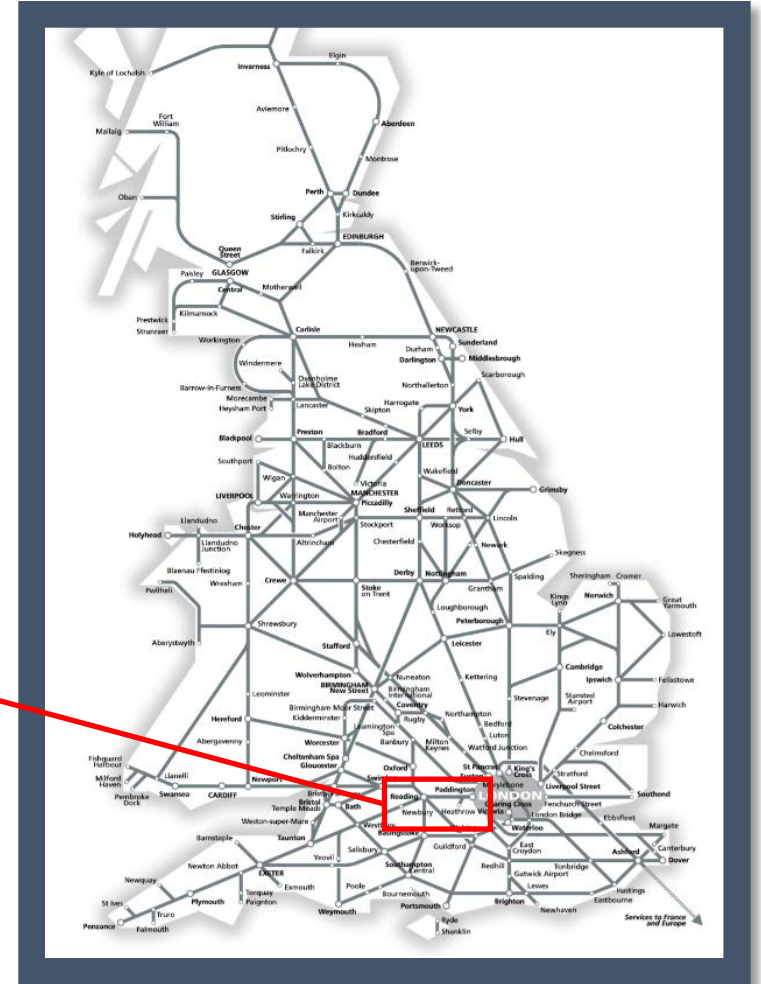 Elgin
Inverness
Kyle of Lochalsh
Aviemore
Fort
William
Mallaig
Aberdeen
Pitlochry
Montrose
Perth
Dundee
Oban
Stirling
Kirkcaldy
EDINBURGH
Falkirk
Queen
Street
GLASGOW
Central
Paisley
Motherwell
Berwick-
upon-Tweed
Kilmarnock
Prestwick
Stranraer
Carlisle
Workington
Hexham
NEWCASTLE
Sunderland
Durham
Darlington
Middlesbrough
Windermere
Oxenholme
Lake District
Northallerton
Scarborough
Barrow-in-Furness
Morecambe
Heysham Port
Lancaster
Skipton
Harrogate
York
Blackpool
Preston
Blackburn
Bradford
LEEDS
Selby
Hull
Southport
Bolton
Huddersfield
Wakefield
Wigan
Victoria
MANCHESTER
Piccadilly
Doncaster
Grimsby
LIVERPOOL
Warrington
Manchester
Airport
Stockport
Sheffield
Retford
Worksop
Lincoln
Llandudno
Holyhead
Llandudno
Junction
Chester
Altrincham
Chesterfield
Newark
Blaenau Ffestiniog
Skegness
Pwllheli
Wrexham
Crewe
Stoke
on Trent
Derby
Nottingham
Grantham
Spalding
Sheringham
Cromer
Kings
Lynn
Norwich
Great
Yarmouth
Loughborough
Peterborough
Aberystwyth
Shrewsbury
Stafford
Leicester
Ely
Lowestoft
Wolverhampton
BIRMINGHAM
New Street
Nuneaton
Birmingham
International
Kettering
Cambridge
Ipswich
Felixstowe
Leominster
Birmingham Moor Street
Coventry
Stevenage
Stansted
Airport
Harwich
Hereford
Kidderminster
Leamington
Spa
Rugby
Northampton
Bedford
Luton
Colchester
Abergavenny
Worcester
Banbury
Milton
Keynes
Watford Junction
Chelmsford
Cheltenham Spa
Gloucester
Oxford
St Pancras
King's
Cross
Stratford
Fishguard
Harbour
Milford
Haven
Pembroke
Dock
Llanelli
Swansea
CARDIFF
Newport
Reading
Paddington
Marylebone
Liverpool Street
LONDON
Southend
Bristol
Temple Meads
Bath
Newbury
Heathrow
Victoria
Charing Cross
Fenchurch Street
London Bridge
Ebbsfleet
Weston-super-Mare
Basingstoke
Waterloo
Margate
Barnstaple
Taunton
Salisbury
Guildford
East
Croydon
Canterbury
Ashford
Dover
Newton Abbot
Yeovil
Southampton
Central
Redhill
Gatwick Airport
Tonbridge
Newquay
EXETER
Exmouth
Poole
Bournemouth
Lewes
Hastings
Eastbourne
St Ives
Plymouth
Torquay
Paignton
Weymouth
Portsmouth
Brighton
Newhaven
Truro
Penzance
Falmouth
Ryde
Shanklin
Services to France
and Europe